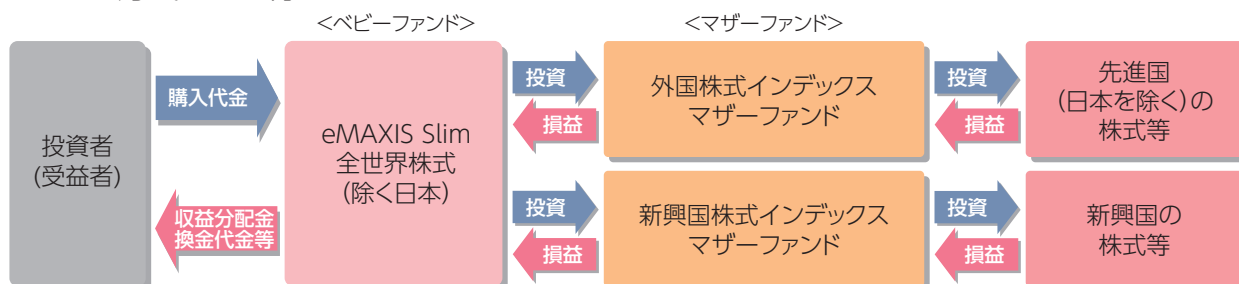 <ベビーファンド>
<マザーファンド>
投資者
(受益者)
購入代金
収益分配金
換金代金等
eMAXIS Slim
全世界株式
(除く日本)
投資
損益
外国株式インデックス
マザーファンド
投資
損益
先進国
(日本を除く)の
株式等
投資
損益
新興国株式インデックス
マザーファンド
投資
損益
新興国の
株式等